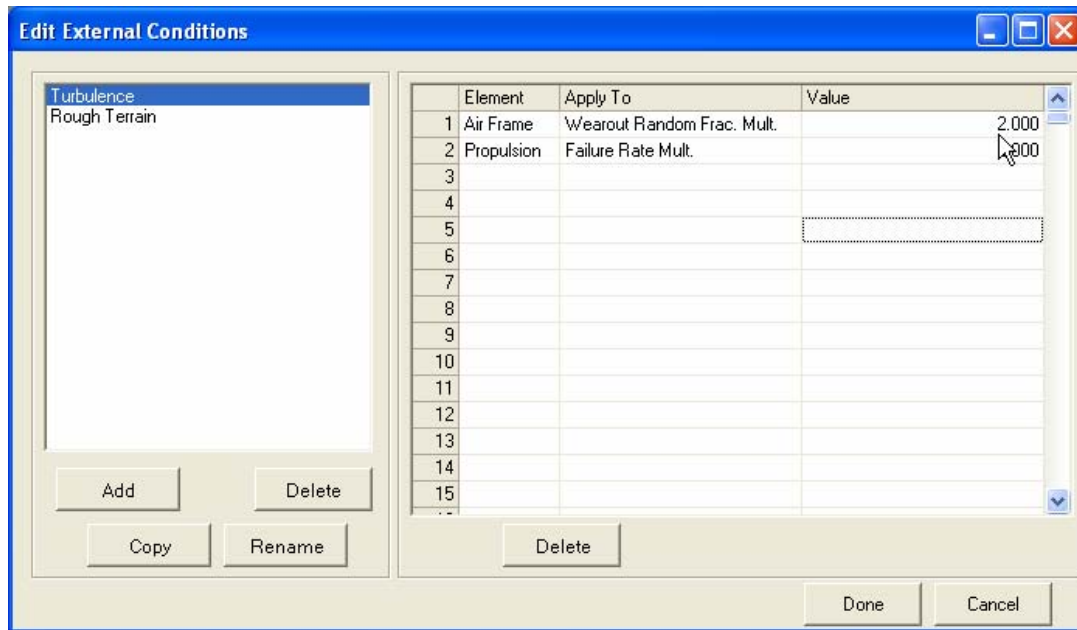 Edit External Conditions
Turbulence
Rough Terrain
Element Apply To Value
1 Air Frame Wearout Random Frac. Mult. 2.000
2 Propulsion Failure Rate Mult.
3
4
5
6
7
8
9
10
11
12
13
14
15
Add Delete
Copy Rename
Delete
Done Cancel